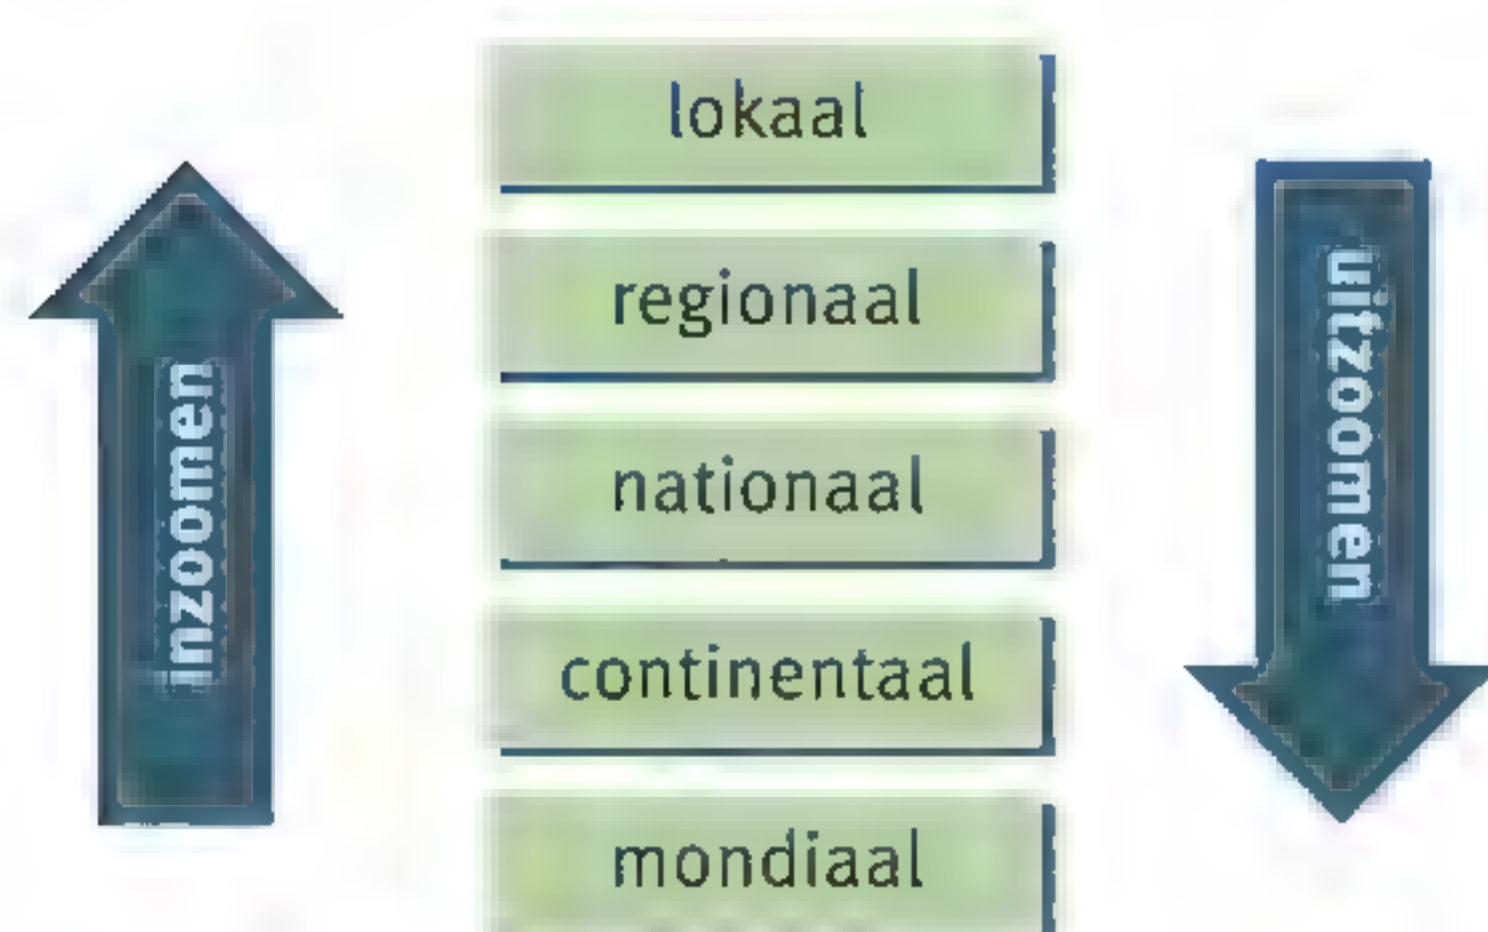 lokaal
regionaal
nationaal
continentaal
mondiaal
inzoomen
uitzoomen